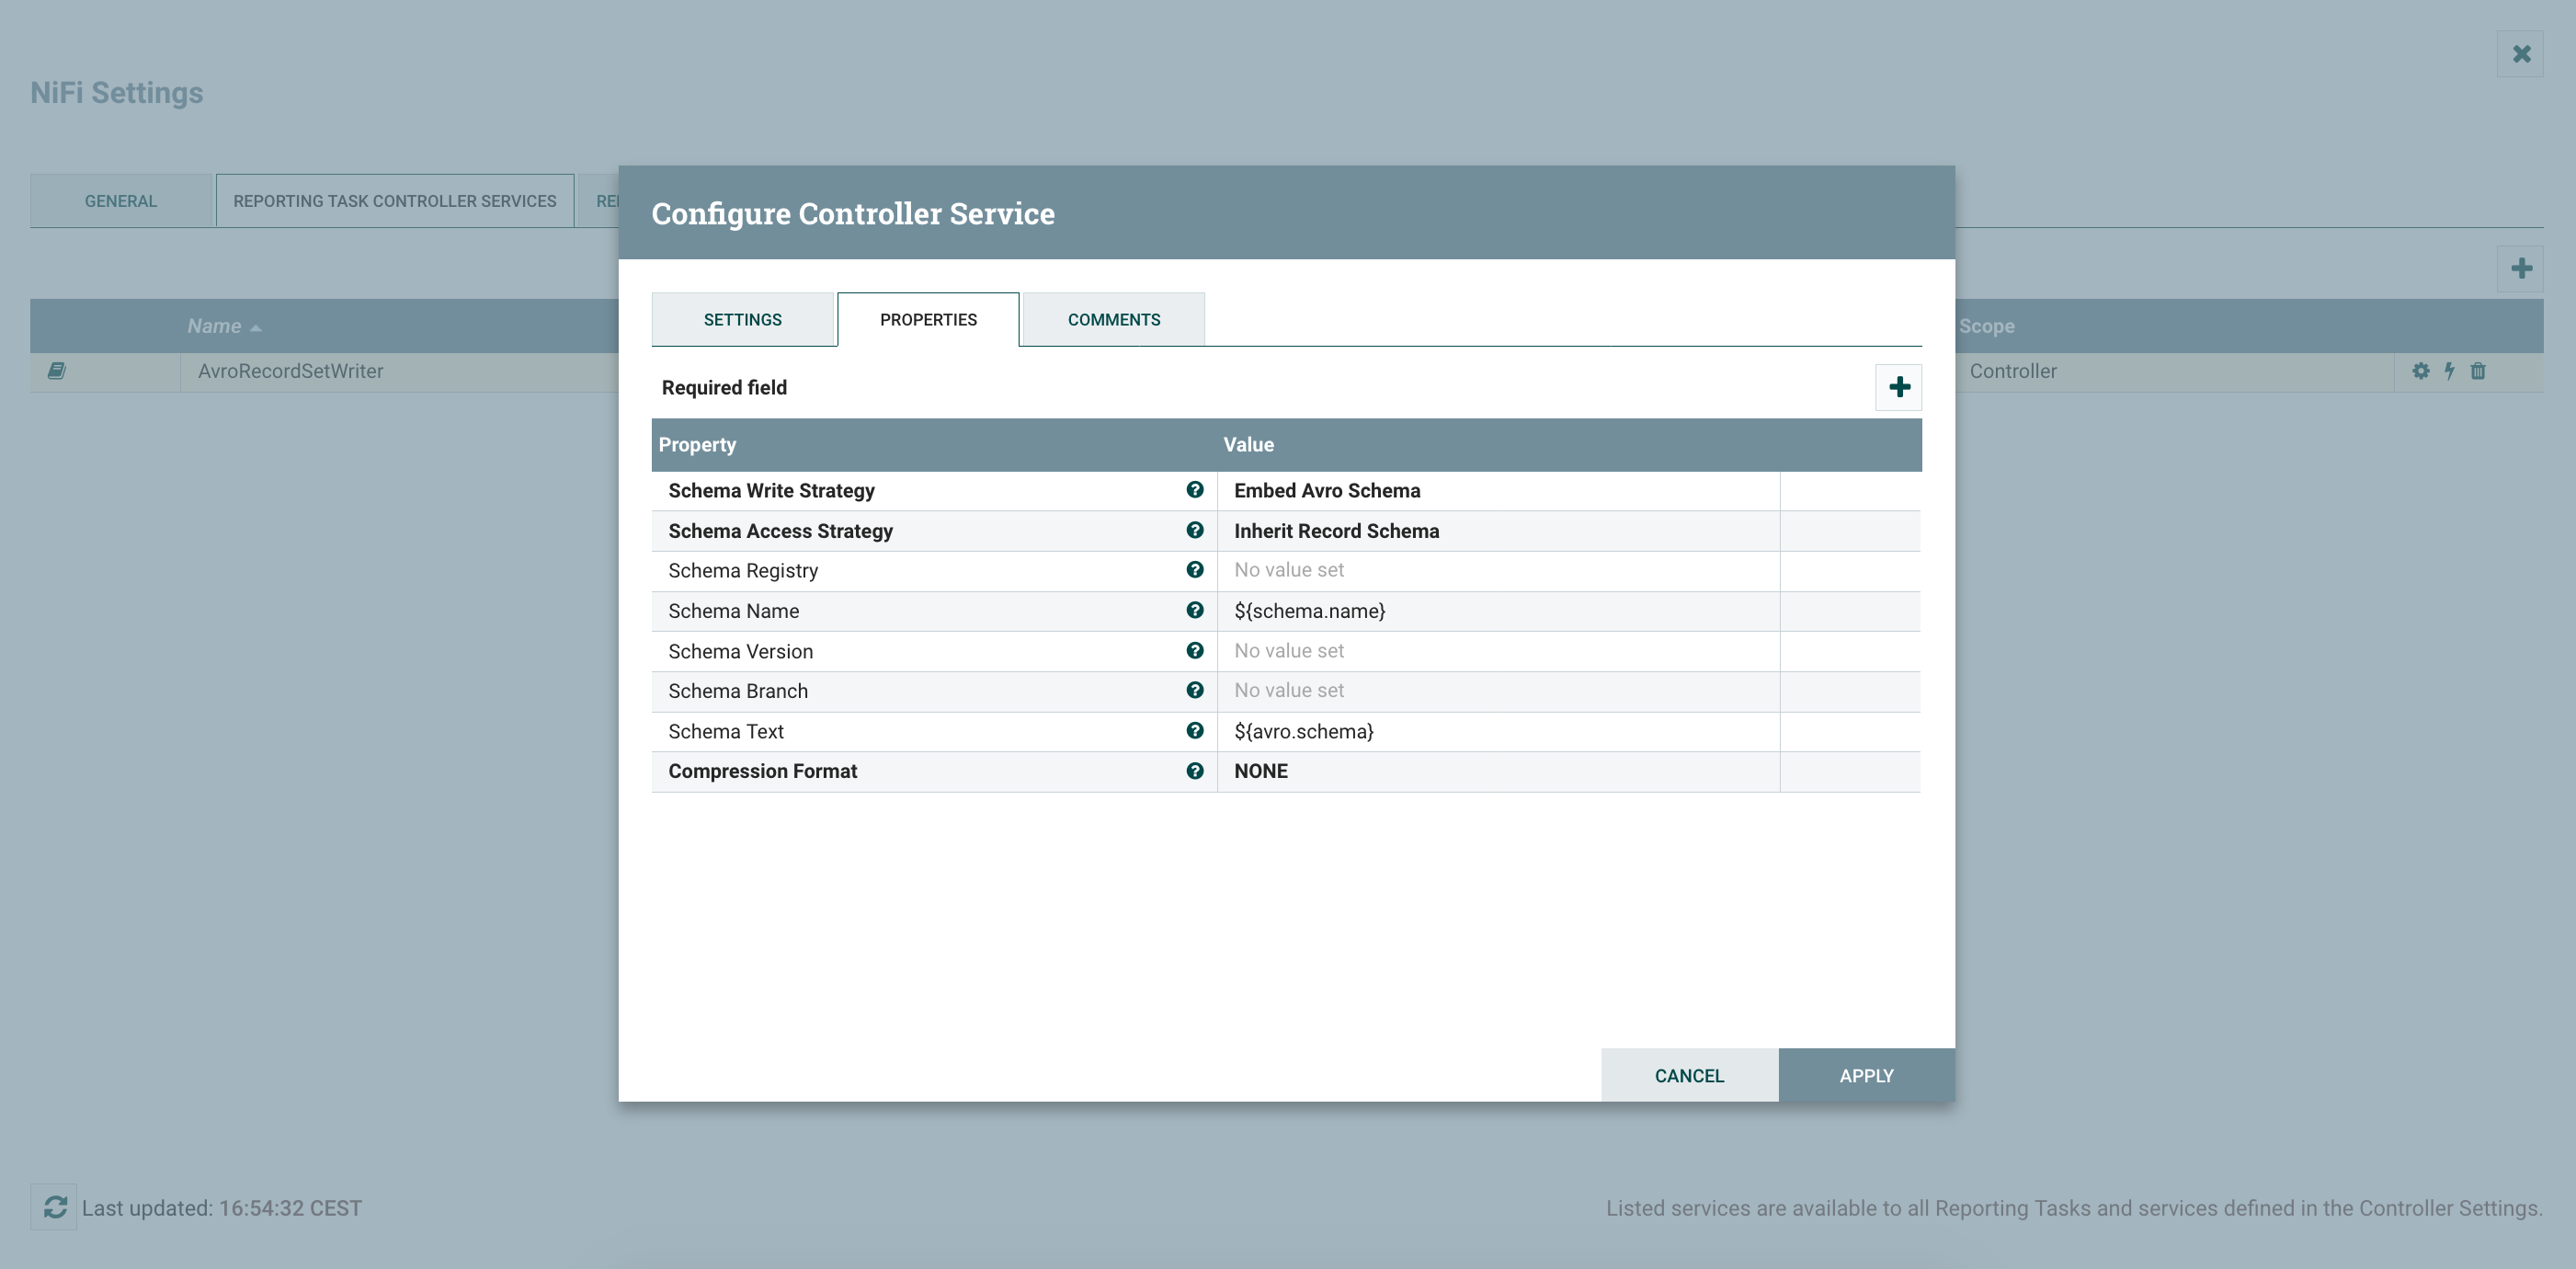 NiFi Settings
GENERAL
REPORTING TASK CONTROLLER SERVICES
Configure Controller Service
SETTINGS
PROPERTIES
COMMENTS
Required field
Name
Scope
AvroRecordSetWriter
Controller
Property Value
Schema Write Strategy Embed Avro Schema
Schema Access Strategy Inherit Record Schema
Schema Registry No value set
Schema Name ${schema.name}
Schema Version No value set
Schema Branch No value set
Schema Text ${avro.schema}
Compression Format NONE
CANCEL
APPLY
Last updated: 16:54:32 CEST
Listed services are available to all Reporting Tasks and services defined in the Controller Settings.